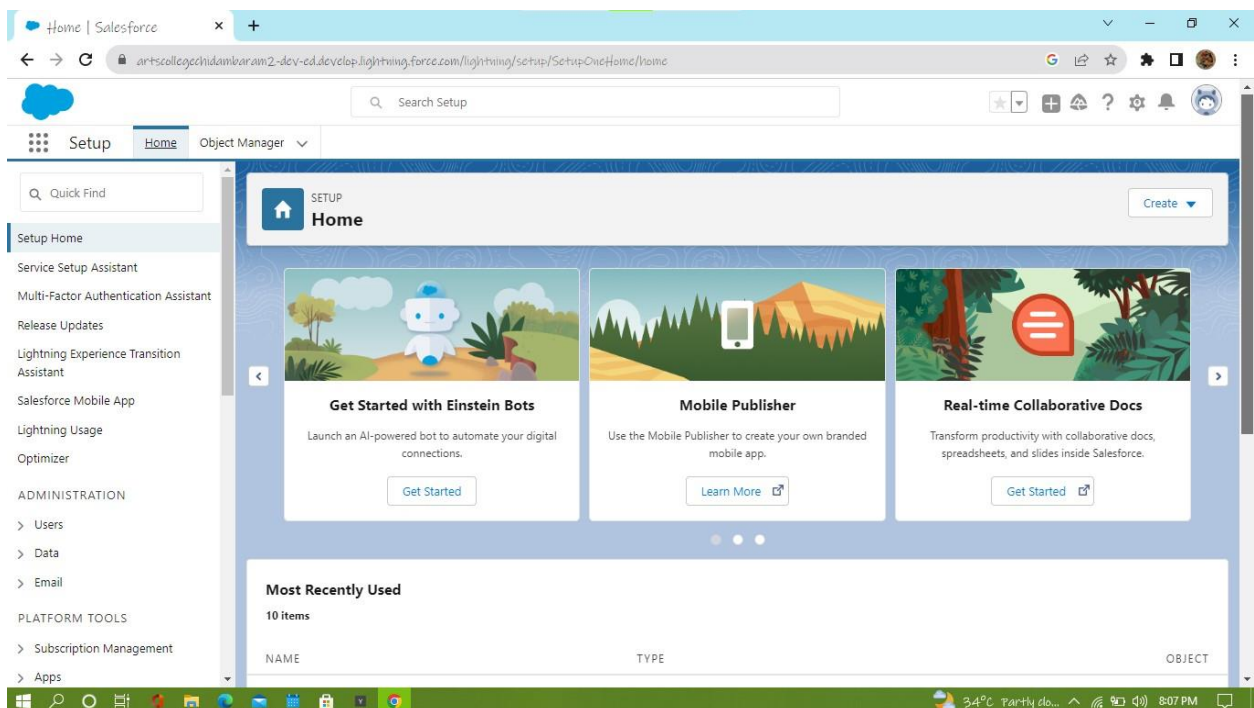 Home | Salesforce
artscollegechidambaram2-dev-ed.develop.lightning.force.com/lightning/setup/SetupOneHome/home
Search Setup
Setup
Home
Object Manager
Quick Find
Setup Home
Service Setup Assistant
Multi-Factor Authentication Assistant
Release Updates
Lightning Experience Transition
Assistant
Salesforce Mobile App
Lightning Usage
Optimizer
ADMINISTRATION
Users
Data
Email
PLATFORM TOOLS
Subscription Management
Apps
SETUP
Home
Create
Get Started with Einstein Bots
Launch an AI-powered bot to automate your digital
connections.
Get Started
Mobile Publisher
Use the Mobile Publisher to create your own branded
mobile app.
Learn More
Real-time Collaborative Docs
Transform productivity with collaborative docs,
spreadsheets, and slides inside Salesforce.
Get Started
Most Recently Used
10 items
NAME TYPE OBJECT
34°C Partly clo... 8:07 PM